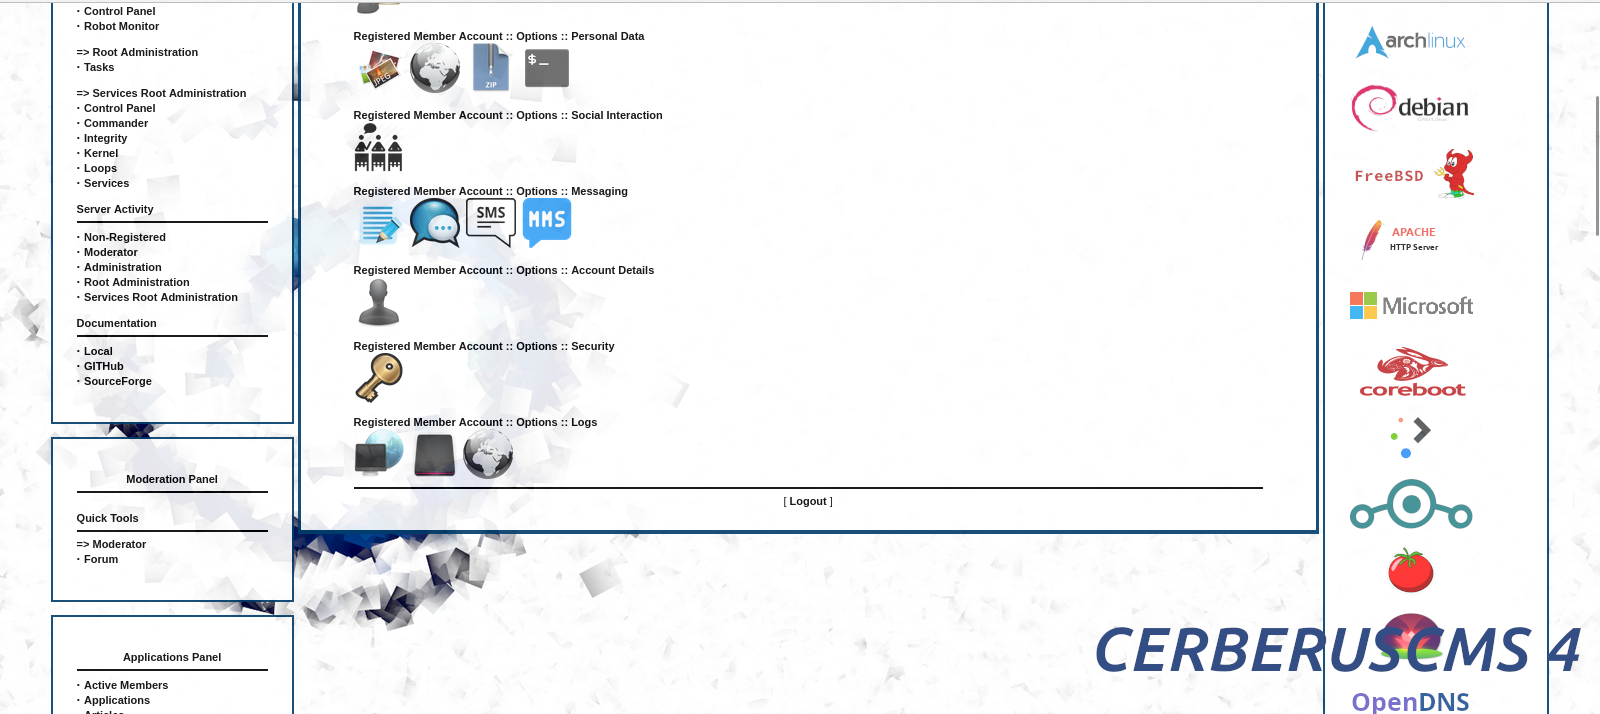 · Control Panel
· Robot Monitor
=> Root Administration
· Tasks
=> Services Root Administration
· Control Panel
· Commander
· Integrity
· Kernel
· Loops
· Services
Server Activity
· Non-Registered
· Moderator
· Administration
· Root Administration
· Services Root Administration
Documentation
· Local
· GITHub
· SourceForge
Moderation Panel
Quick Tools
=> Moderator
· Forum
Applications Panel
· Active Members
· Applications
Registered Member Account :: Options :: Personal Data
JPEG
ZIP
$_
Registered Member Account :: Options :: Social Interaction
Registered Member Account :: Options :: Messaging
SMS
MMS
Registered Member Account :: Options :: Account Details
Registered Member Account :: Options :: Security
Registered Member Account :: Options :: Logs
[ Logout ]
archlinux
debian
FreeBSD
APACHE
HTTP Server
Microsoft
coreboot
CERBERUSCMS 4
OpenDNS